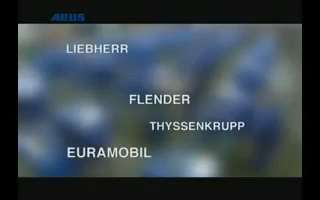 ABUS
LIEBHERR
FLENDER
THYSSENKRUPP
EURAMOBIL